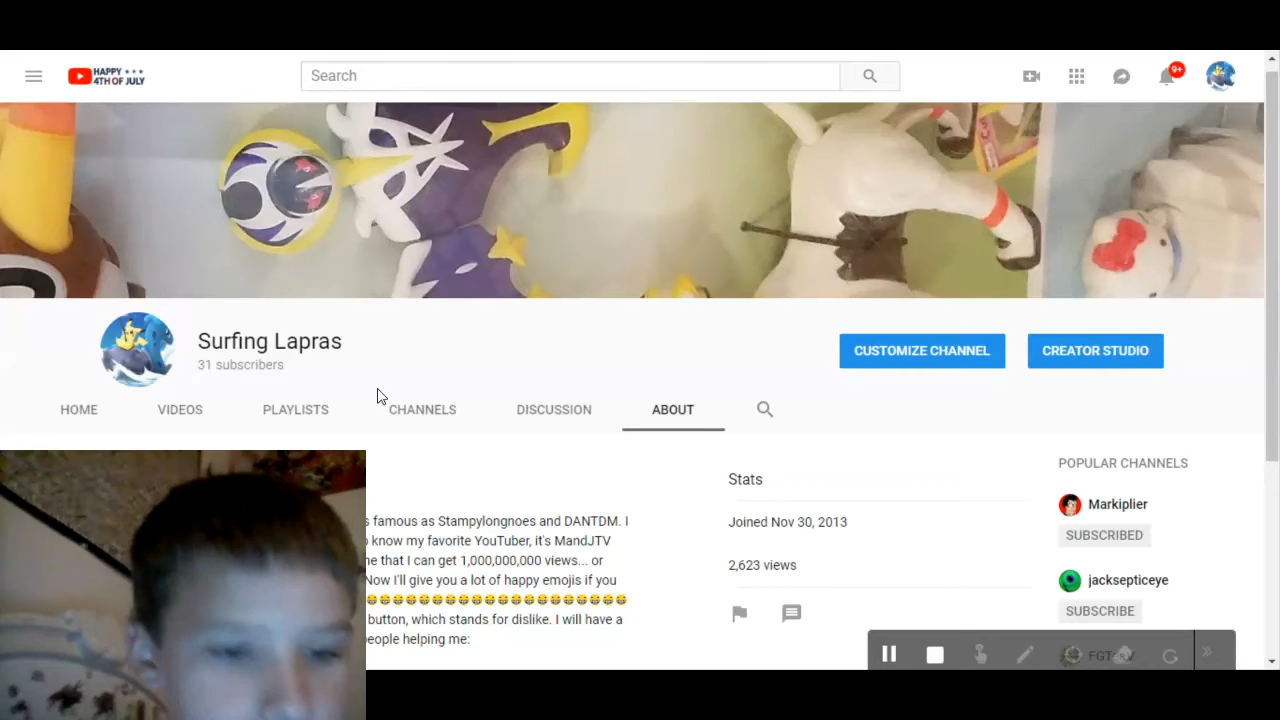 HAPPY
4TH OF JULY
Search
9+
Surfing Lapras
31 subscribers
CUSTOMIZE CHANNEL
CREATOR STUDIO
HOME
VIDEOS
PLAYLISTS
CHANNELS
DISCUSSION
ABOUT
famous as Stampylongnoes and DANTDM. I
know my favorite YouTuber, it's MandJTV
that I can get 1,000,000,000 views... or
Now I'll give you a lot of happy emojis if you
😂😂😂😂😂😂😂😂😂😂😂😂😂😂😂😂😂😂😂😂
button, which stands for dislike. I will have a
people helping me:
Stats
Joined Nov 30, 2013
2,623 views
POPULAR CHANNELS
Markiplier
SUBSCRIBED
jacksepticeye
SUBSCRIBE